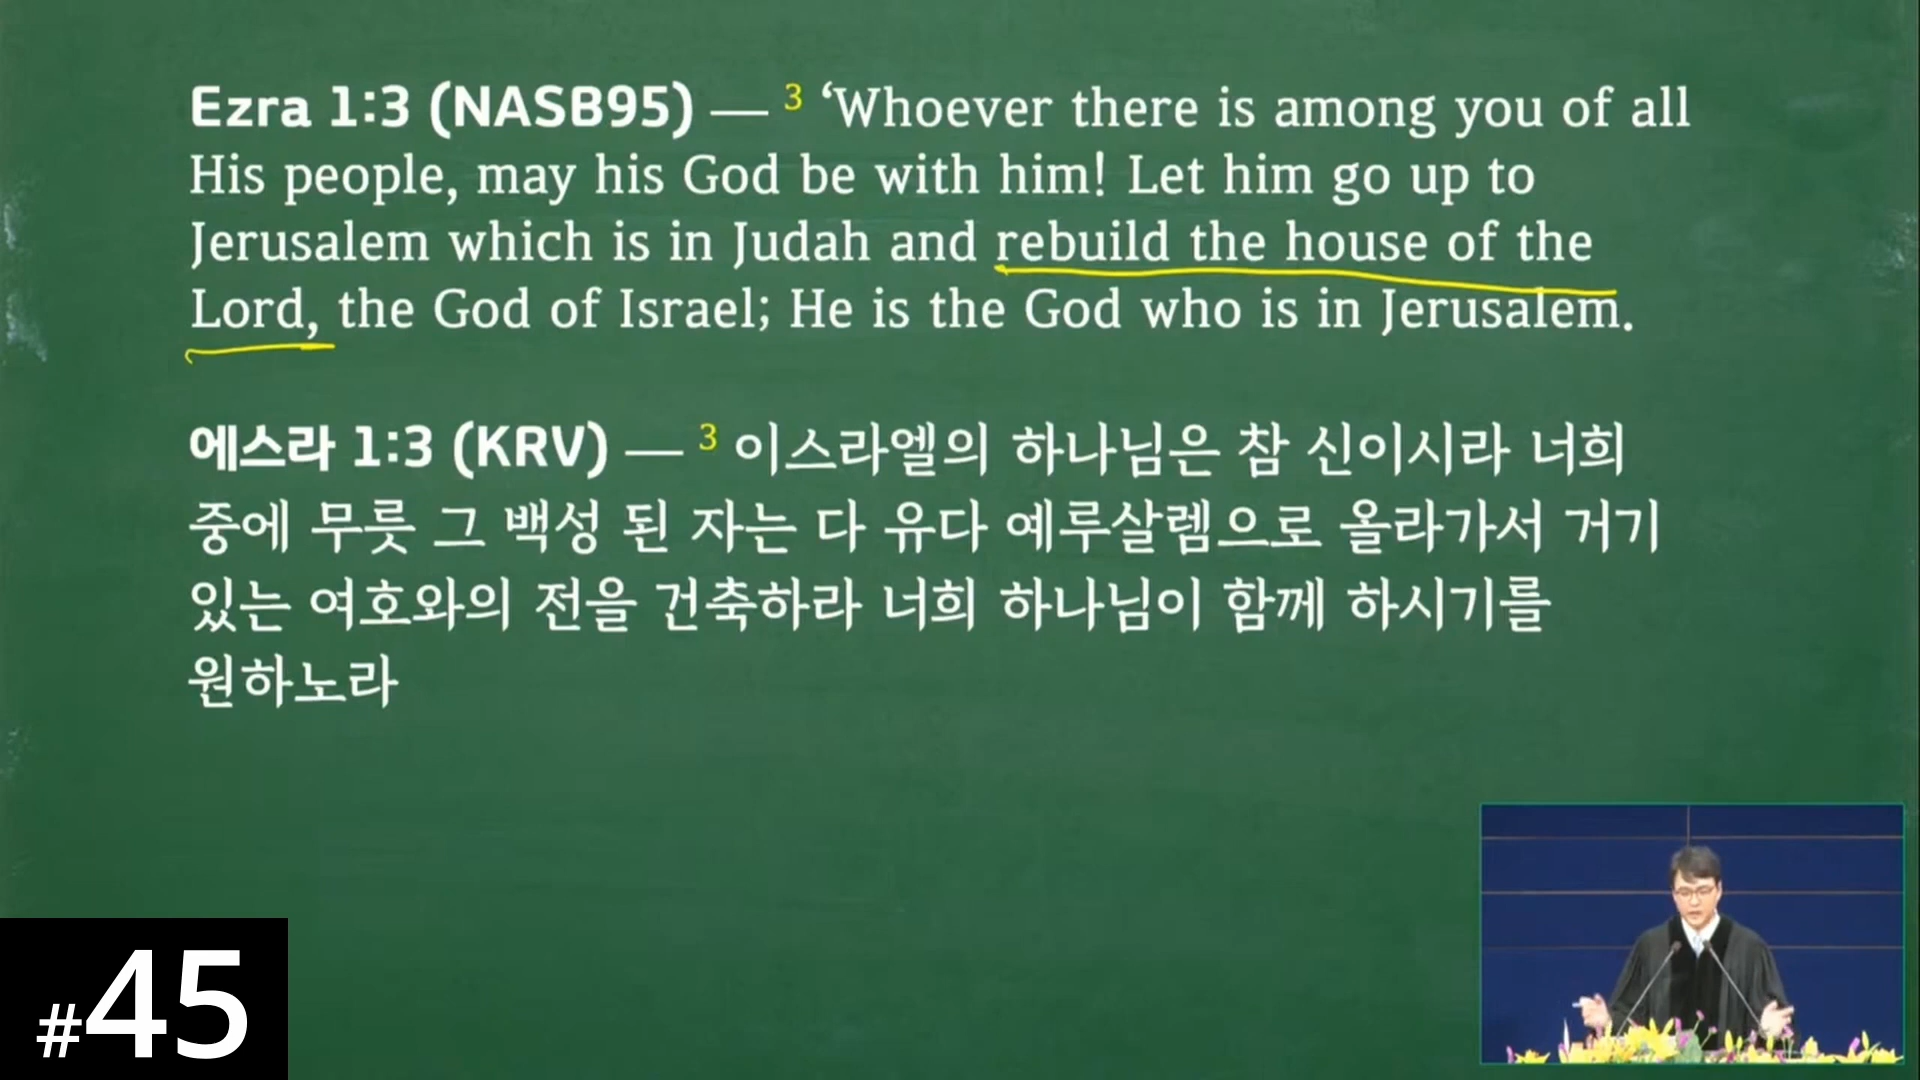 Ezra 1:3 (NASB95) — 3 ‘Whoever there is among you of all
His people, may his God be with him! Let him go up to
Jerusalem which is in Judah and rebuild the house of the
Lord, the God of Israel; He is the God who is in Jerusalem.
에스라 1:3 (KRV) — 3 이스라엘의 하나님은 참 신이시라 너희
중에 무릇 그 백성 된 자는 다 유다 예루살렘으로 올라가서 거기
있는 여호와의 전을 건축하라 너희 하나님이 함께 하시기를
원하노라
#45